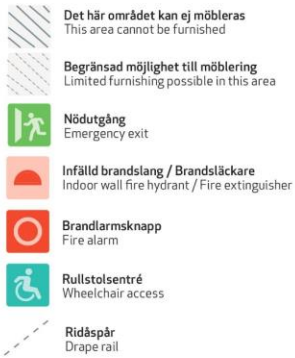 Det här området kan ej möbleras
This area cannot be furnished
Begränsad möjlighet till möblering
Limited furnishing possible in this area
Nödutgång
Emergency exit
Infälld brandslang / Brandsläckare
Indoor wall fire hydrant / Fire extinguisher
Brandlarmsknapp
Fire alarm
Rullstolsentré
Wheelchair access
Ridåspår
Drape rail